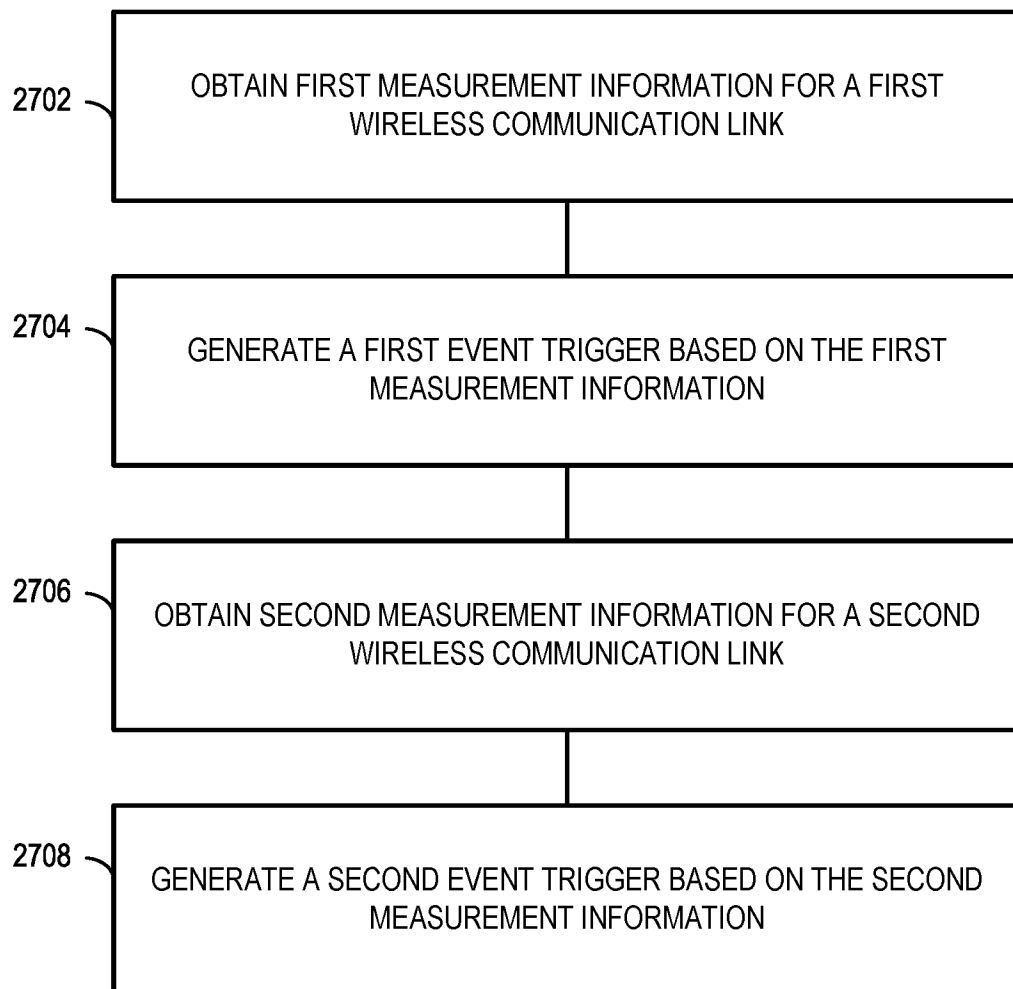 2702
OBTAIN FIRST MEASUREMENT INFORMATION FOR A FIRST
WIRELESS COMMUNICATION LINK
2704
GENERATE A FIRST EVENT TRIGGER BASED ON THE FIRST
MEASUREMENT INFORMATION
2706
OBTAIN SECOND MEASUREMENT INFORMATION FOR A SECOND
WIRELESS COMMUNICATION LINK
2708
GENERATE A SECOND EVENT TRIGGER BASED ON THE SECOND
MEASUREMENT INFORMATION